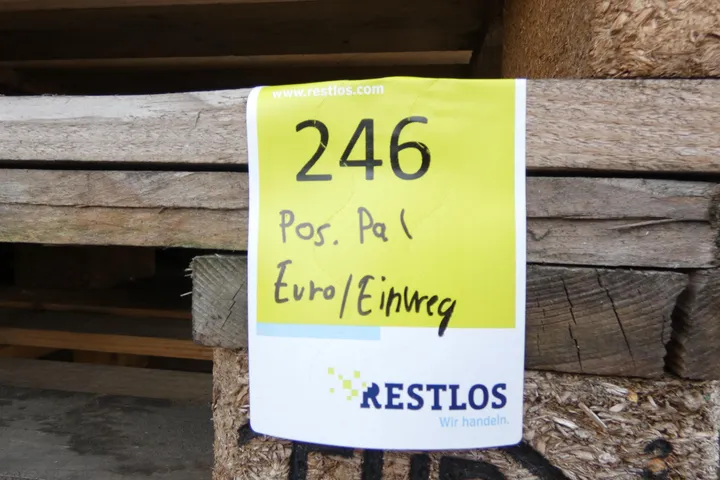 www.restlos.com
246
Pos. Pal
Euro/Einweg
RESTLOS
Wir handeln.